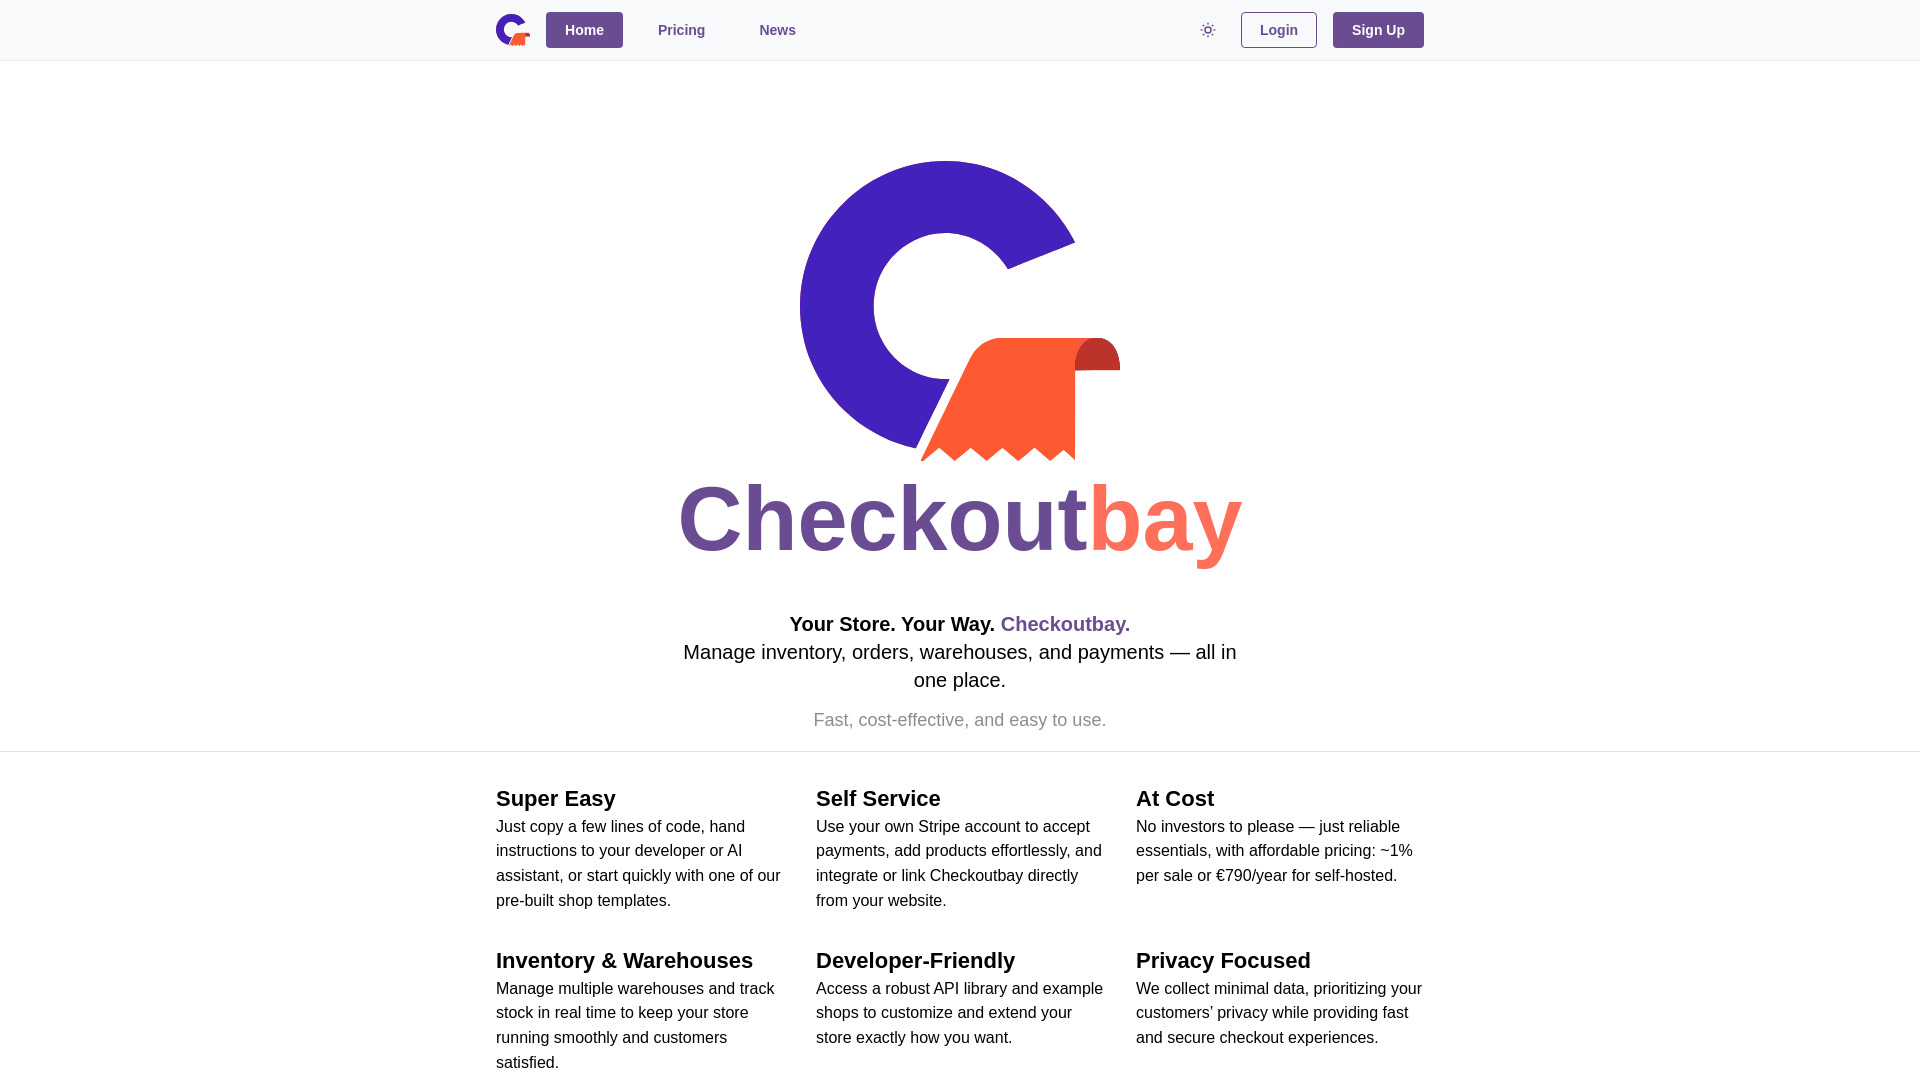 Home Pricing News Login Sign Up
Checkoutbay
Your Store. Your Way. Checkoutbay.
Manage inventory, orders, warehouses, and payments — all in
one place.
Fast, cost-effective, and easy to use.
Super Easy
Just copy a few lines of code, hand
instructions to your developer or AI
assistant, or start quickly with one of our
pre-built shop templates.
Self Service
Use your own Stripe account to accept
payments, add products effortlessly, and
integrate or link Checkoutbay directly
from your website.
At Cost
No investors to please — just reliable
essentials, with affordable pricing: ~1%
per sale or €790/year for self-hosted.
Inventory & Warehouses
Manage multiple warehouses and track
stock in real time to keep your store
running smoothly and customers
satisfied.
Developer-Friendly
Access a robust API library and example
shops to customize and extend your
store exactly how you want.
Privacy Focused
We collect minimal data, prioritizing your
customers’ privacy while providing fast
and secure checkout experiences.